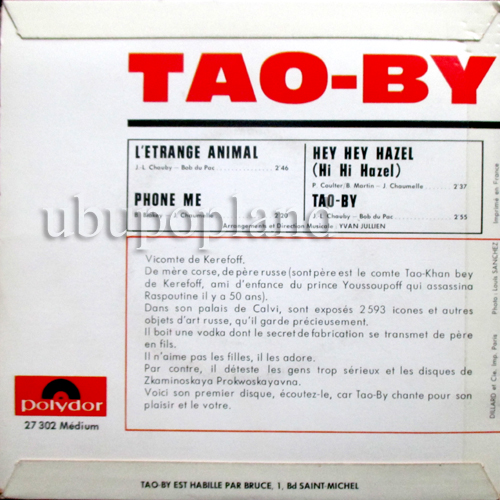 TAO-BY
L'ETRANGE ANIMAL
J.-L. Chauby – Bob du Pac 2'46
PHONE ME
J. Chaumelle 2'20
HEY HEY HAZEL
(Hi Hi Hazel)
P. Coulter/B. Martin – J. Chaumelle 2'37
TAO-BY
J. L. Chauby – Bob du Pac 2'55
Arrangements et Direction Musicale : YVAN JULLIEN
ubupopland
Vicomte de Kerefoff.
De mère corse, de père russe (sont père est le comte Tao-Khan bey
de Kerefoff, ami d'enfance du prince Youssoupoff qui assassina
Raspoutine il y a 50 ans).
Dans son palais de Calvi, sont exposés 2 593 icones et autres
objets d'art russe, qu'il garde précieusement.
Il boit une vodka dont le secret de fabrication se transmet de père
en fils.
Il n'aime pas les filles, il les adore.
Par contre, il déteste les gens trop sérieux et les disques de
Zkaminoskaya Prokwoskayavna.
Voici son premier disque, écoutez-le, car Tao-By chante pour son
plaisir et le votre.
polydor
27 302 Médium
TAO-BY EST HABILLE PAR BRUCE, 1, Bd SAINT-MICHEL
DILLARD et Cie. Imp. Paris
Photo : Louis SANCHEZ
Imprimé en France